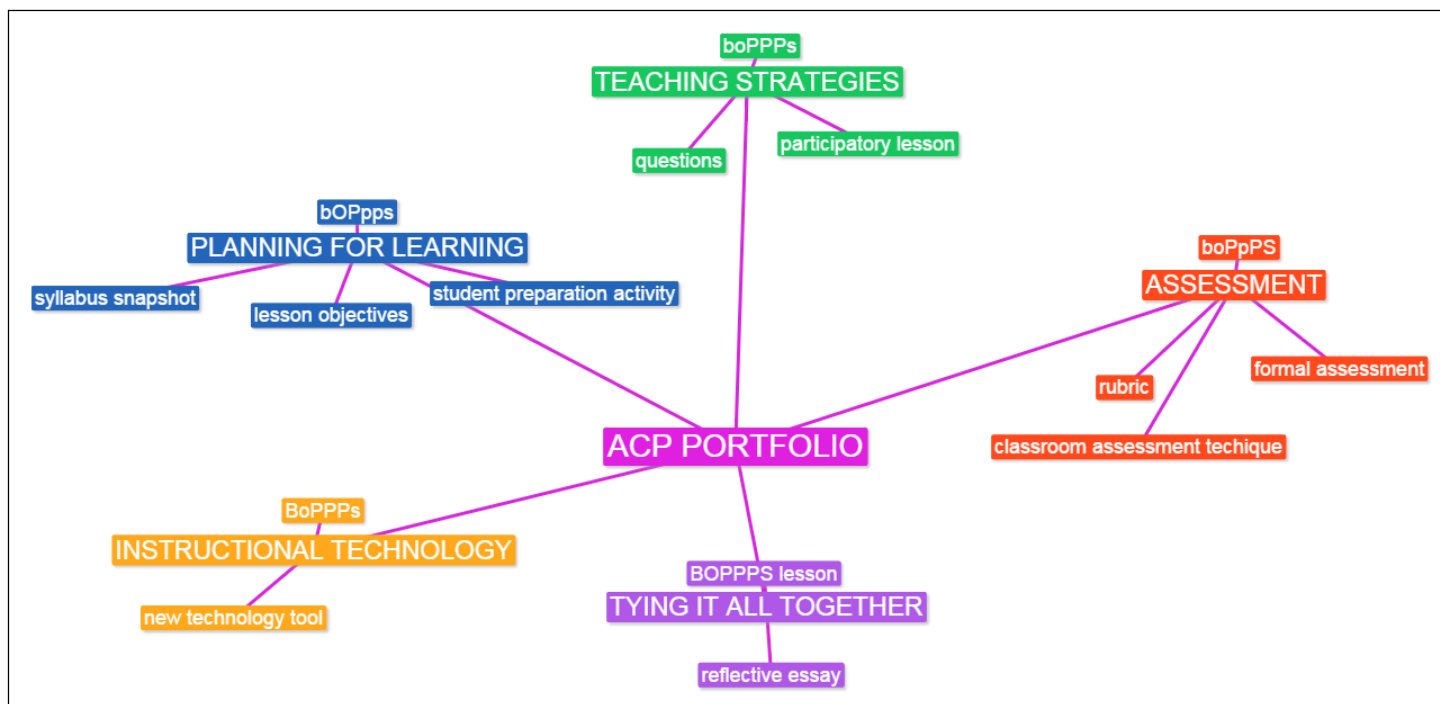 boPPPs
TEACHING STRATEGIES
participatory lesson
questions
bOPpps
PLANNING FOR LEARNING
syllabus snapshot
lesson objectives
student preparation activity
boPpPS
ASSESSMENT
formal assessment
rubric
classroom assessment techique
ACP PORTFOLIO
BoPPPs
INSTRUCTIONAL TECHNOLOGY
new technology tool
BOPPPS lesson
TYING IT ALL TOGETHER
reflective essay